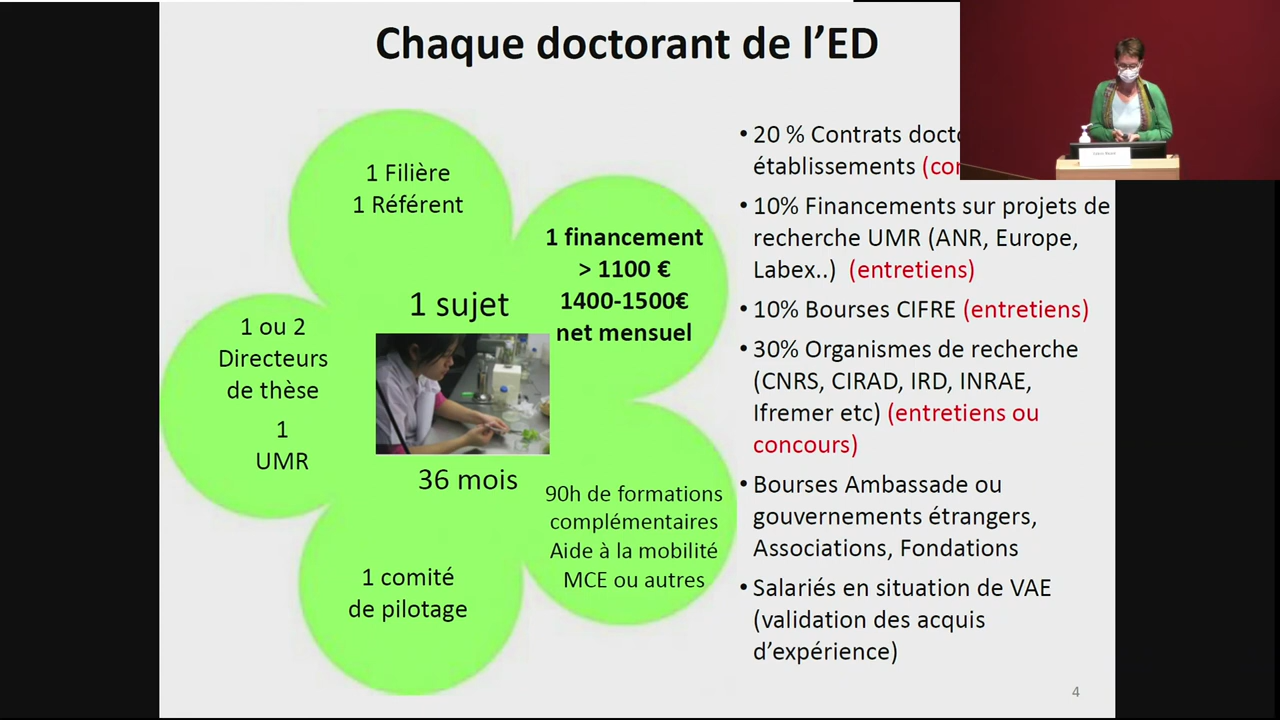 Chaque doctorant de l’ED
1 Filière
1 Référent
1 financement
> 1100 €
1400-1500€
net mensuel
1 sujet
1 ou 2
Directeurs
de thèse
1
UMR
36 mois
90h de formations
complémentaires
Aide à la mobilité
MCE ou autres
1 comité
de pilotage
• 20 % Contrats
établissements
• 10% Financements sur projets de
recherche UMR (ANR, Europe,
Labex..) (entretiens)
• 10% Bourses CIFRE (entretiens)
• 30% Organismes de recherche
(CNRS, CIRAD, IRD, INRAE,
Ifremer etc) (entretiens ou
concours)
• Bourses Ambassade ou
gouvernements étrangers,
Associations, Fondations
• Salariés en situation de VAE
(validation des acquis
d’expérience)
4